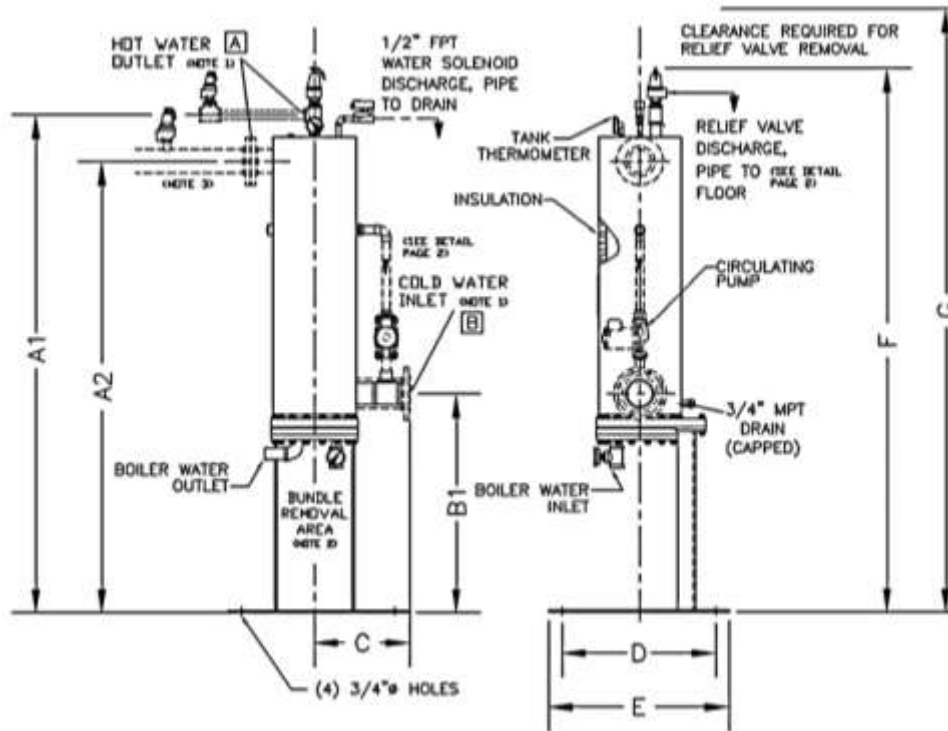 HOT WATER A
OUTLET (NOTE 1)
1/2" FPT
WATER SOLENOID
DISCHARGE, PIPE
TO DRAIN
CLEARANCE REQUIRED FOR
RELIEF VALVE REMOVAL
TANK
THERMOMETER
RELIEF VALVE
DISCHARGE,
PIPE TO (SEE DETAIL
FLOOR PAGE 2)
(NOTE 3)
INSULATION
(SEE DETAIL
PAGE 2)
COLD WATER
INLET (NOTE 1)
B
CIRCULATING
PUMP
A1
A2
B1
F
G
3/4" MPT
DRAIN
(CAPPED)
BOILER WATER
OUTLET
BUNDLE
REMOVAL
AREA
(NOTE 2)
BOILER WATER
INLET
C
D
E
(4) 3/4"ø HOLES